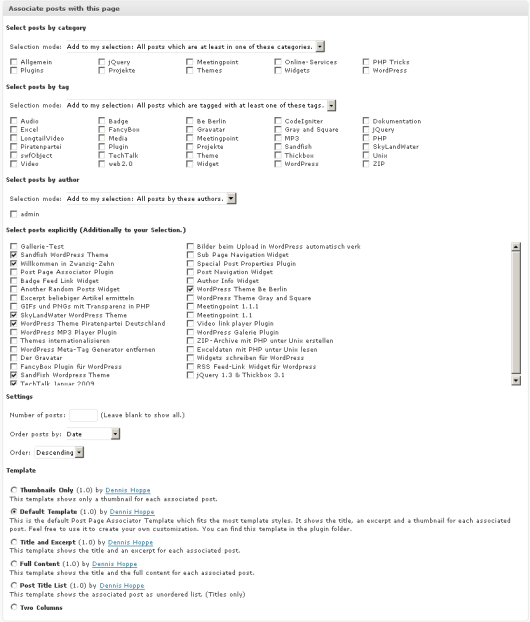 Associate posts with this page
Select posts by category
Selection mode: Add to my selection: All posts which are at least in one of these categories.
Allgemein jQuery Meetingpoint Online-Services PHP Tricks
Plugins Projekte Themes Widgets WordPress
Select posts by tag
Selection mode: Add to my selection: All posts which are tagged with at least one of these tags.
Audio Badge Be Berlin CodeIgniter Dokumentation
Excel FancyBox Gravatar Gray and Square jQuery
LongtailVideo Media Meetingpoint MP3 PHP
Piratenpartei Plugin Projekte Sandfish SkyLandWater
swfObject TechTalk Theme Thickbox Unix
Video web2.0 Widget WordPress ZIP
Select posts by author
Selection mode: Add to my selection: All posts by these authors.
admin
Select posts explicitly (Additionally to your Selection.)
Gallerie-Test Bilder beim Upload in WordPress automatisch verk
Sandfish WordPress Theme Sub Page Navigation Widget
Willkommen in Zwanzig-Zehn Special Post Properties Plugin
Post Page Associator Plugin Post Navigation Widget
Badge Feed Link Widget Author Info Widget
Another Random Posts Widget WordPress Theme Be Berlin
Excerpt beliebiger Artikel ermitteln WordPress Theme Gray and Square
GIFs und PNGs mit Transparenz in PHP Meetingpoint 1.1.1
SkyLandWater WordPress Theme Meetingpoint 1.1
WordPress Theme Piratenpartei Deutschland Video link player Plugin
WordPress MP3 Player Plugin WordPress Galerie Plugin
Themes internationalisieren ZIP-Archive mit PHP unter Unix erstellen
WordPress Meta-Tag Generator entfernen Exceldaten mit PHP unter Unix lesen
Der Gravatar Widgets schreiben für WordPress
FancyBox Plugin für WordPress RSS Feed-Link Widget für Wordpress
Sandfish Wordpress Theme jQuery 1.3 & Thickbox 3.1
TechTalk Januar 2009
Settings
Number of posts: (Leave blank to show all.)
Order posts by: Date
Order: Descending
Template
Thumbnails Only (1.0) by Dennis Hoppe
This template shows only a thumbnail for each associated post.
Default Template (1.0) by Dennis Hoppe
This is the default Post Page Associator Template which fits the most template styles. It shows the title, an excerpt and a thumbnail for each associated
post. Feel free to use it to create your own customization. You can find this template in the plugin folder.
Title and Excerpt (1.0) by Dennis Hoppe
This template shows the title and an excerpt for each associated post.
Full Content (1.0) by Dennis Hoppe
This template shows the title and the full content for each associated post.
Post Title List (1.0) by Dennis Hoppe
This template shows the associated post as unordered list. (Titles only)
Two Columns